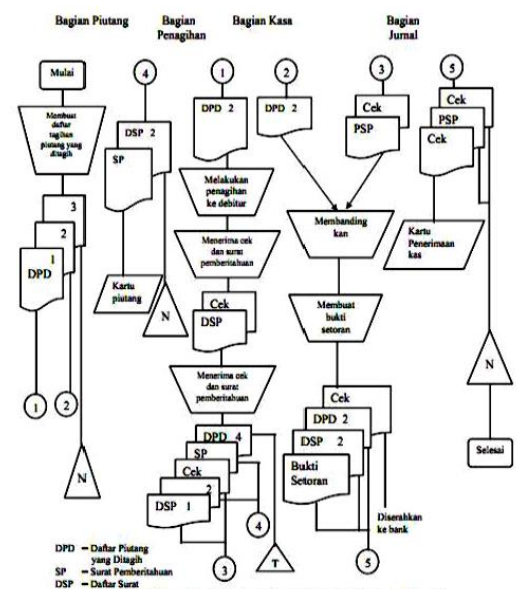 Bagian Piutang
Bagian
Penagihan
Bagian Kasa
Bagian
Jurnal
Mulai
Membuat
daftar
tagihan
piutang yang
ditagih
3
2
1
DPD
1
2
N
4
DSP 2
SP
Kartu
piutang
N
1
DPD 2
Melakukan
penagihan
ke debitur
Menerima cek
dan surat
pemberitahuan
Cek
DSP
Menerima cek
dan surat
pemberitahuan
DPD 4
SP
Cek
2
DSP 1
4
3
T
2
DPD 2
3
Cek
PSP
Membanding
kan
Membuat
bukti
setoran
Cek
DPD 2
DSP 2
Bukti
Setoran
Diserahkan
ke bank
5
5
Cek
PSP
Cek
Kartu
Penerimaan
kas
N
Selesai
DPD = Daftar Piutang
yang Ditagih
SP = Surat Pemberitahuan
DSP = Daftar Surat